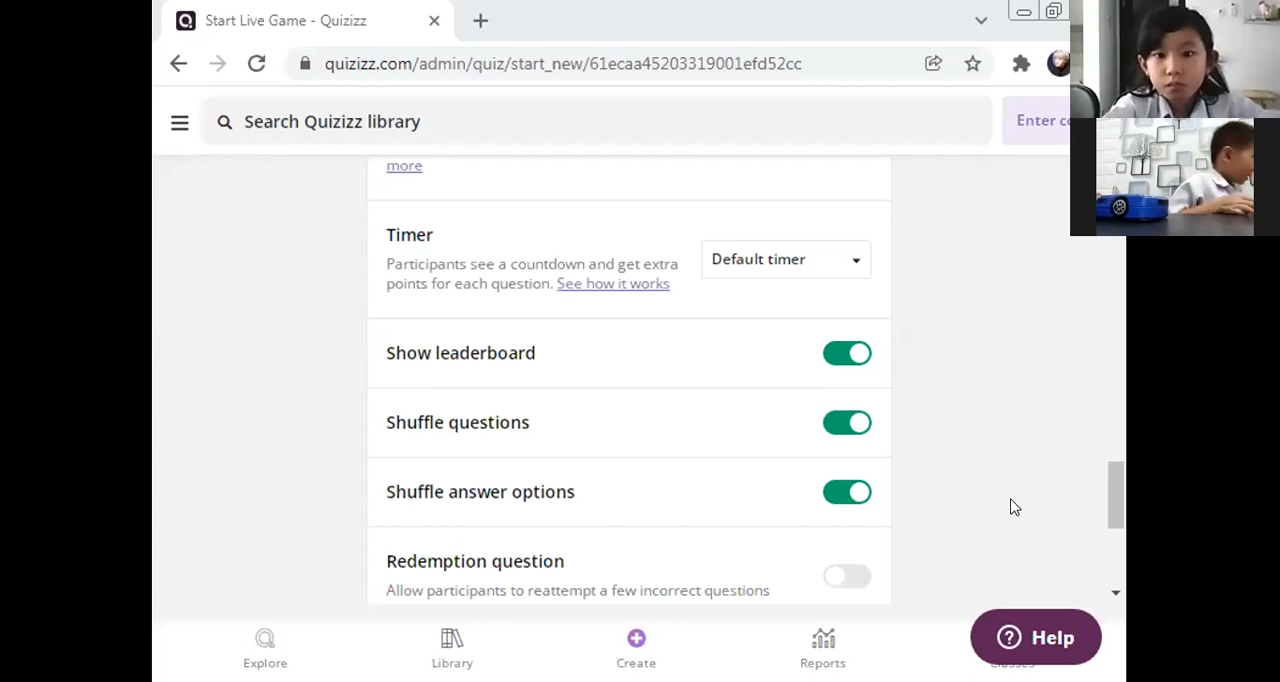 Start Live Game - Quizizz
quizizz.com/admin/quiz/start_new/61ecaa45203319001efd52cc
Search Quizizz library
Enter
more
Timer
Participants see a countdown and get extra
points for each question. See how it works
Default timer
Show leaderboard
Shuffle questions
Shuffle answer options
Redemption question
Allow participants to reattempt a few incorrect questions
Explore
Library
Create
Reports
Help